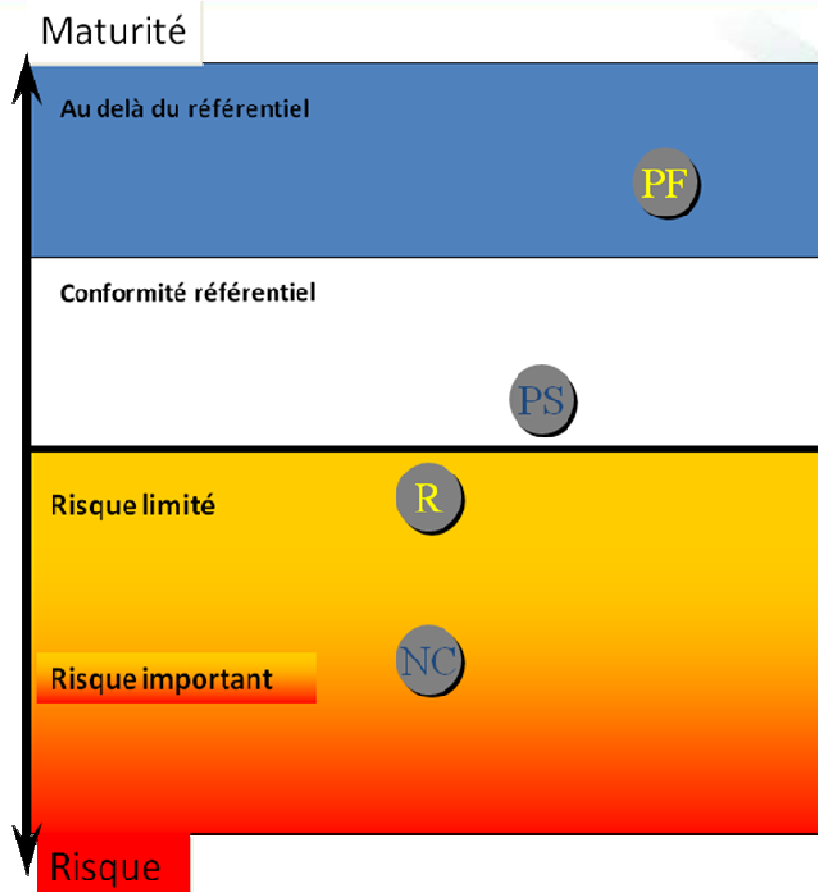 Maturité
Au delà du référentiel
PF
Conformité référentiel
PS
Risque limité
R
Risque important
NC
Risque